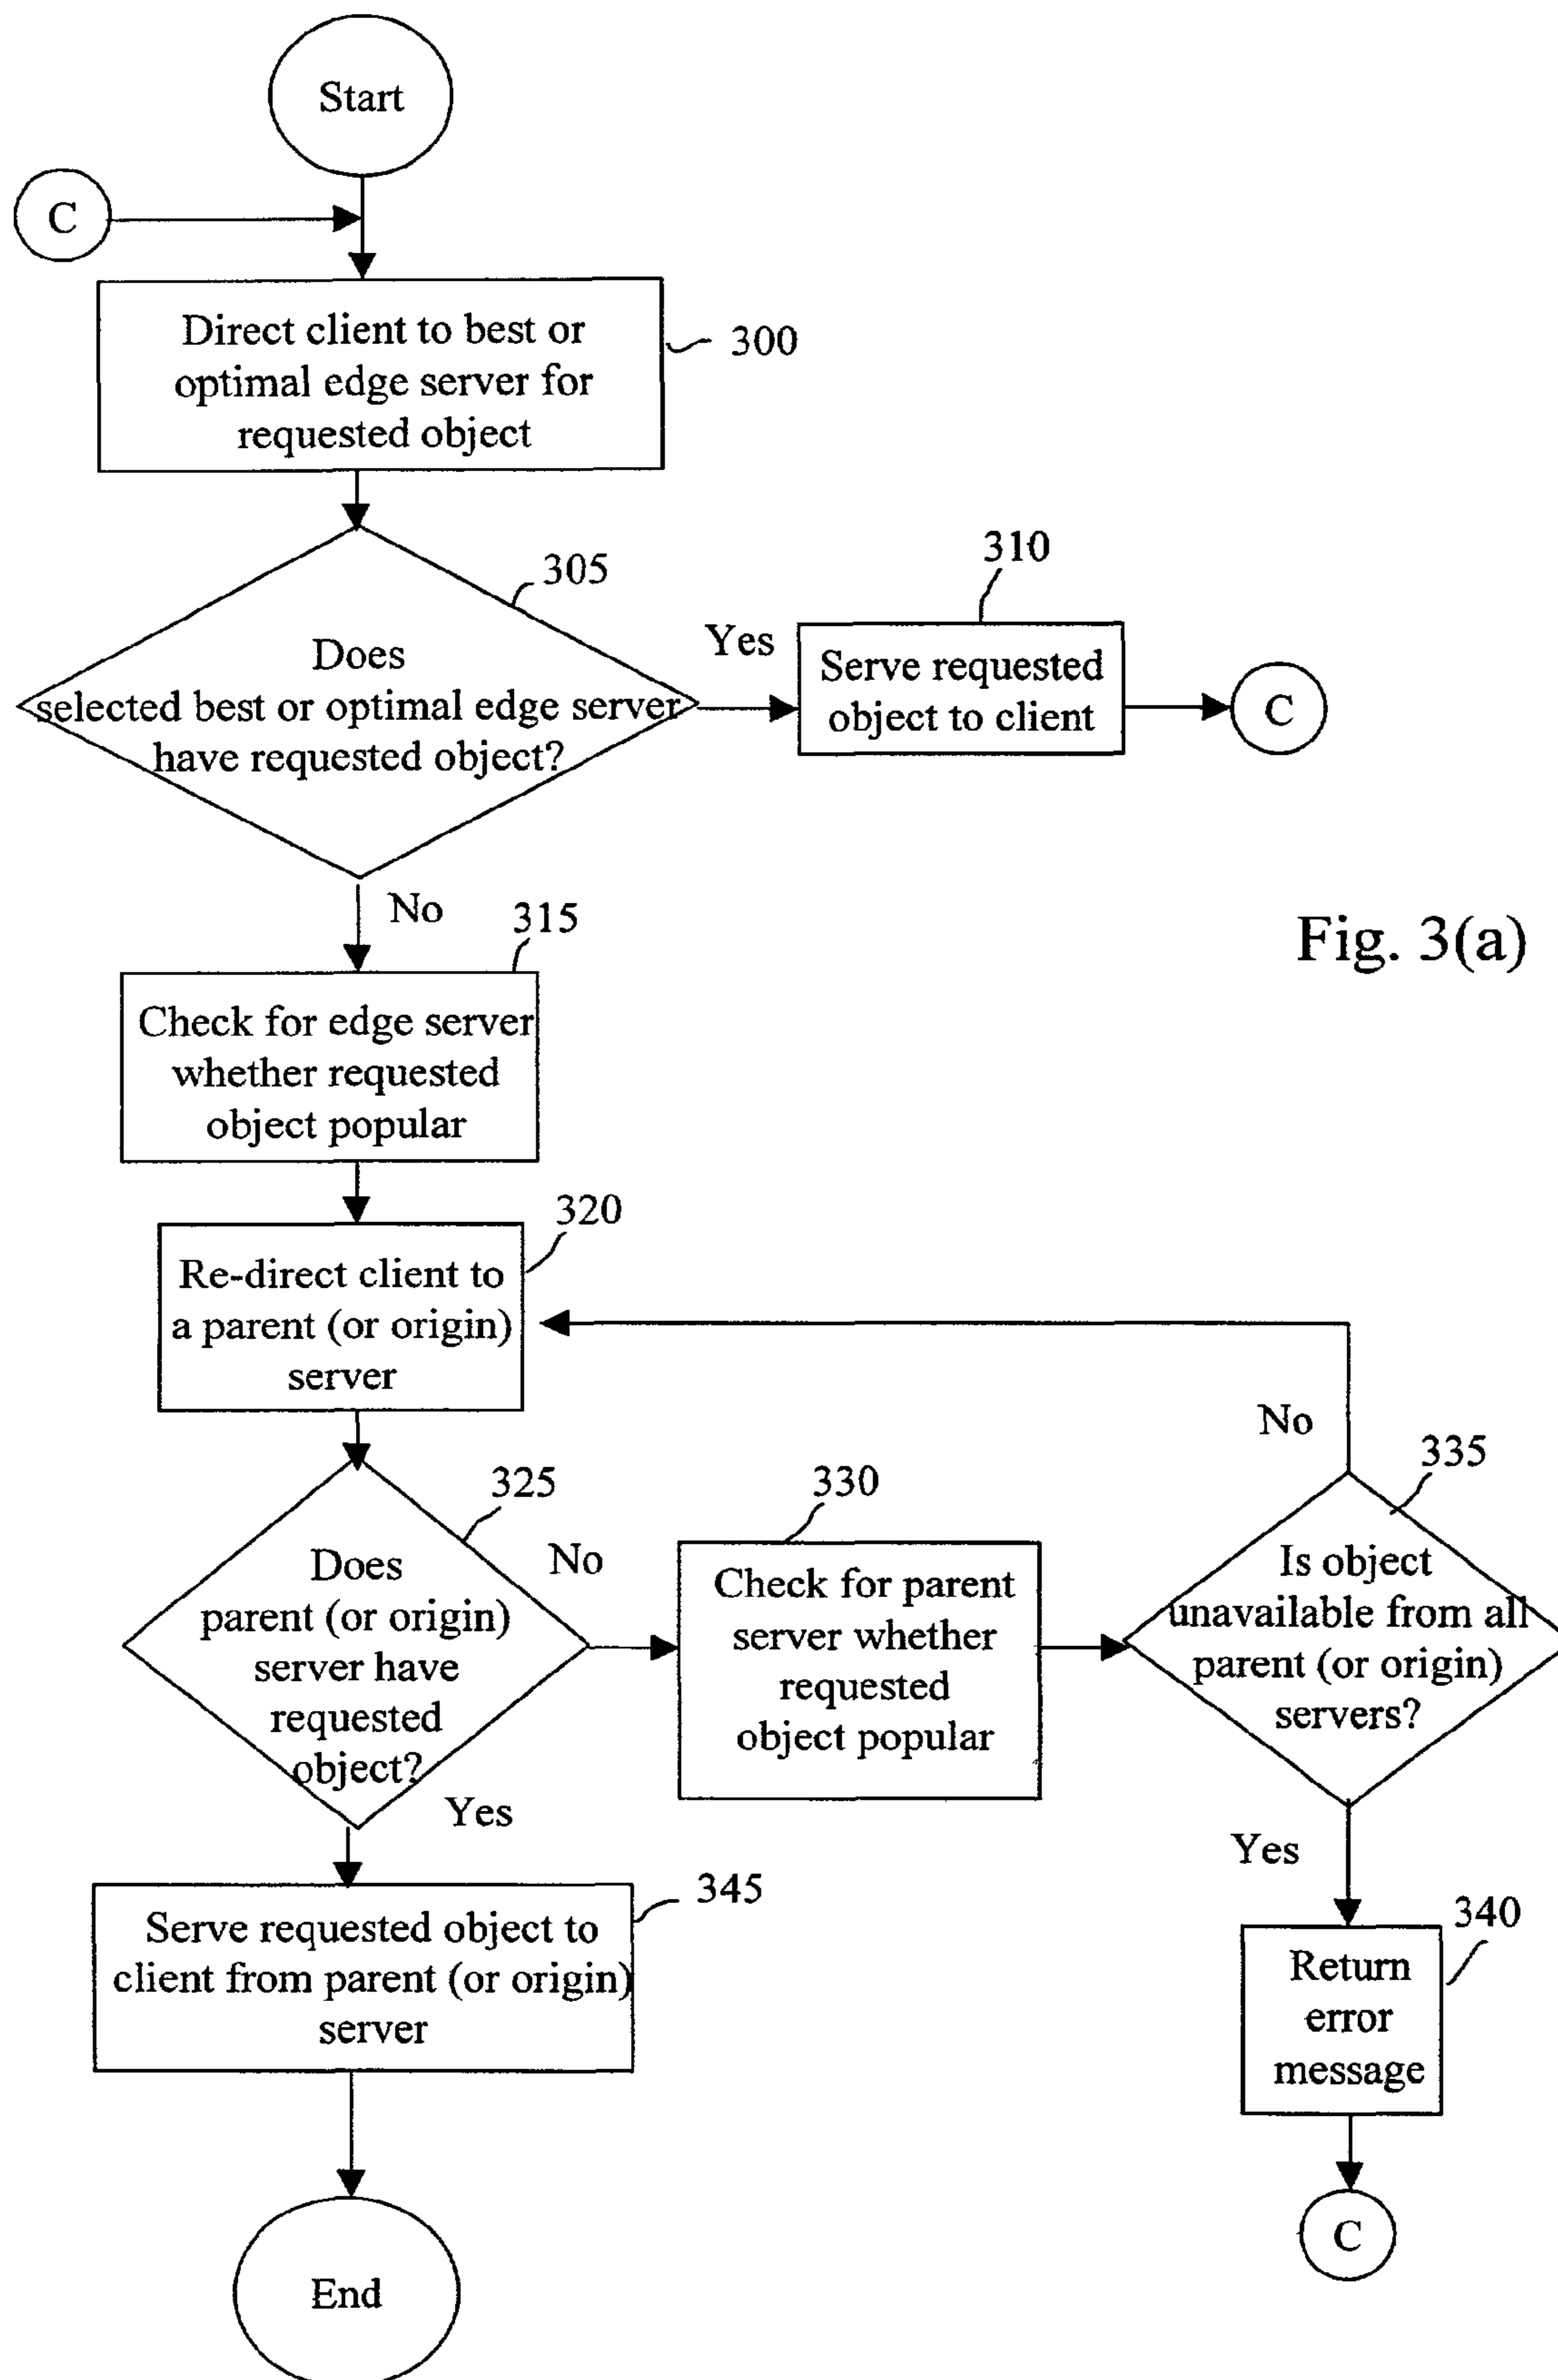 Start
C
Direct client to best or
optimal edge server for
requested object
300
305
Does
selected best or optimal edge server
have requested object?
Yes
310
Serve requested
object to client
C
No
315
Check for edge server
whether requested
object popular
Fig. 3(a)
320
Re-direct client to
a parent (or origin)
server
325
Does
parent (or origin)
server have
requested
object?
No
330
Check for parent
server whether
requested
object popular
No
335
Is object
unavailable from all
parent (or origin)
servers?
Yes
345
Serve requested object to
client from parent (or origin)
server
Yes
340
Return
error
message
C
End